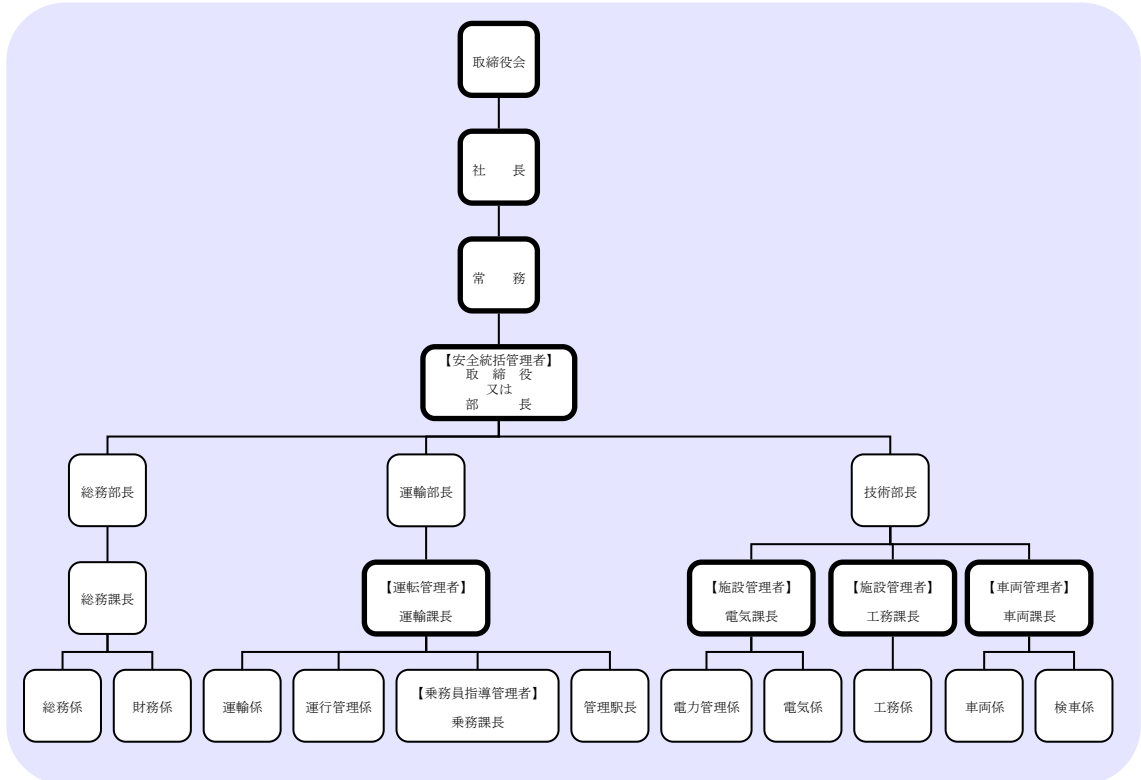 取締役会
社　　長
常　　務
【安全統括管理者】
取　締　役
又は
部　　　長
総務部長
運輸部長
技術部長
総務課長
【運転管理者】
運輸課長
【施設管理者】
電気課長
【施設管理者】
工務課長
【車両管理者】
車両課長
総務係
財務係
運輸係
運行管理係
【乗務員指導管理者】
乗務課長
管理駅長
電力管理係
電気係
工務係
車両係
検車係